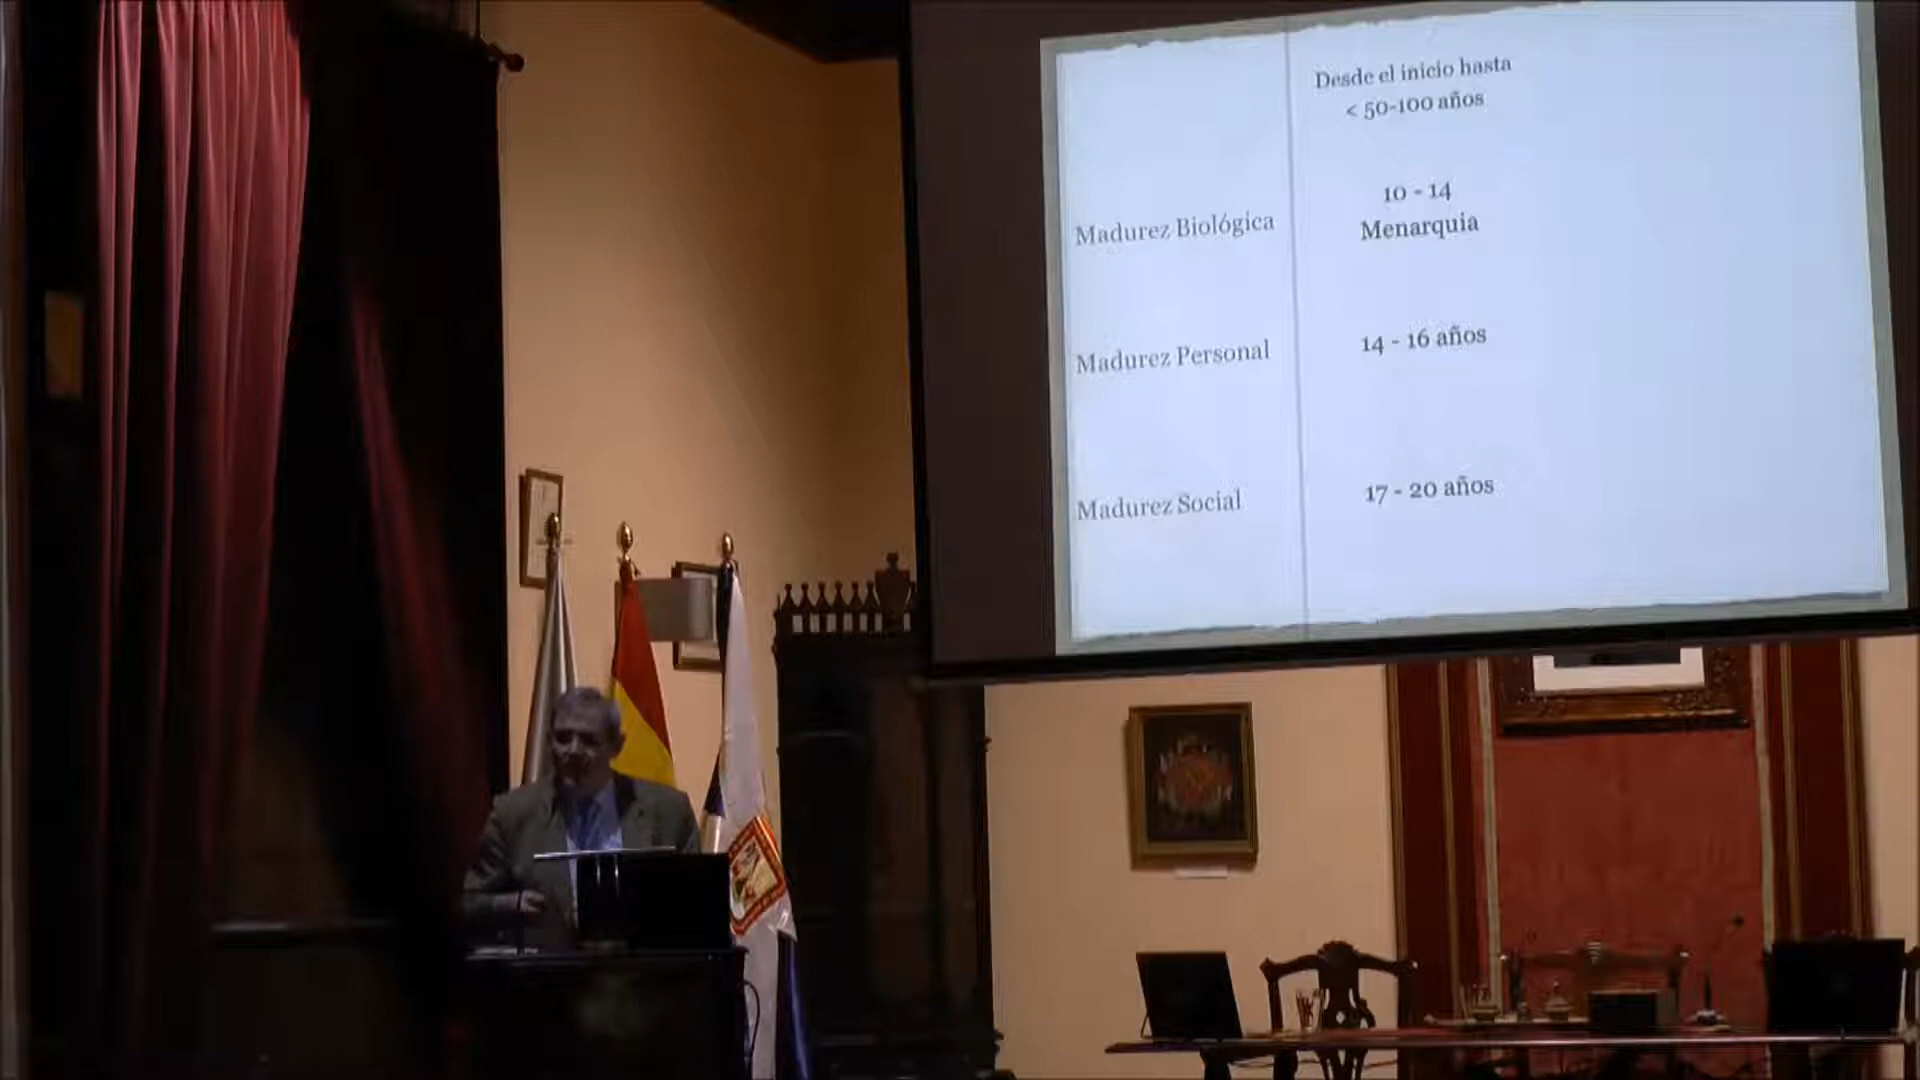 Desde el inicio hasta
< 50-100 años
Madurez Biológica
10 - 14
Menarquia
Madurez Personal
14 - 16 años
Madurez Social
17 - 20 años